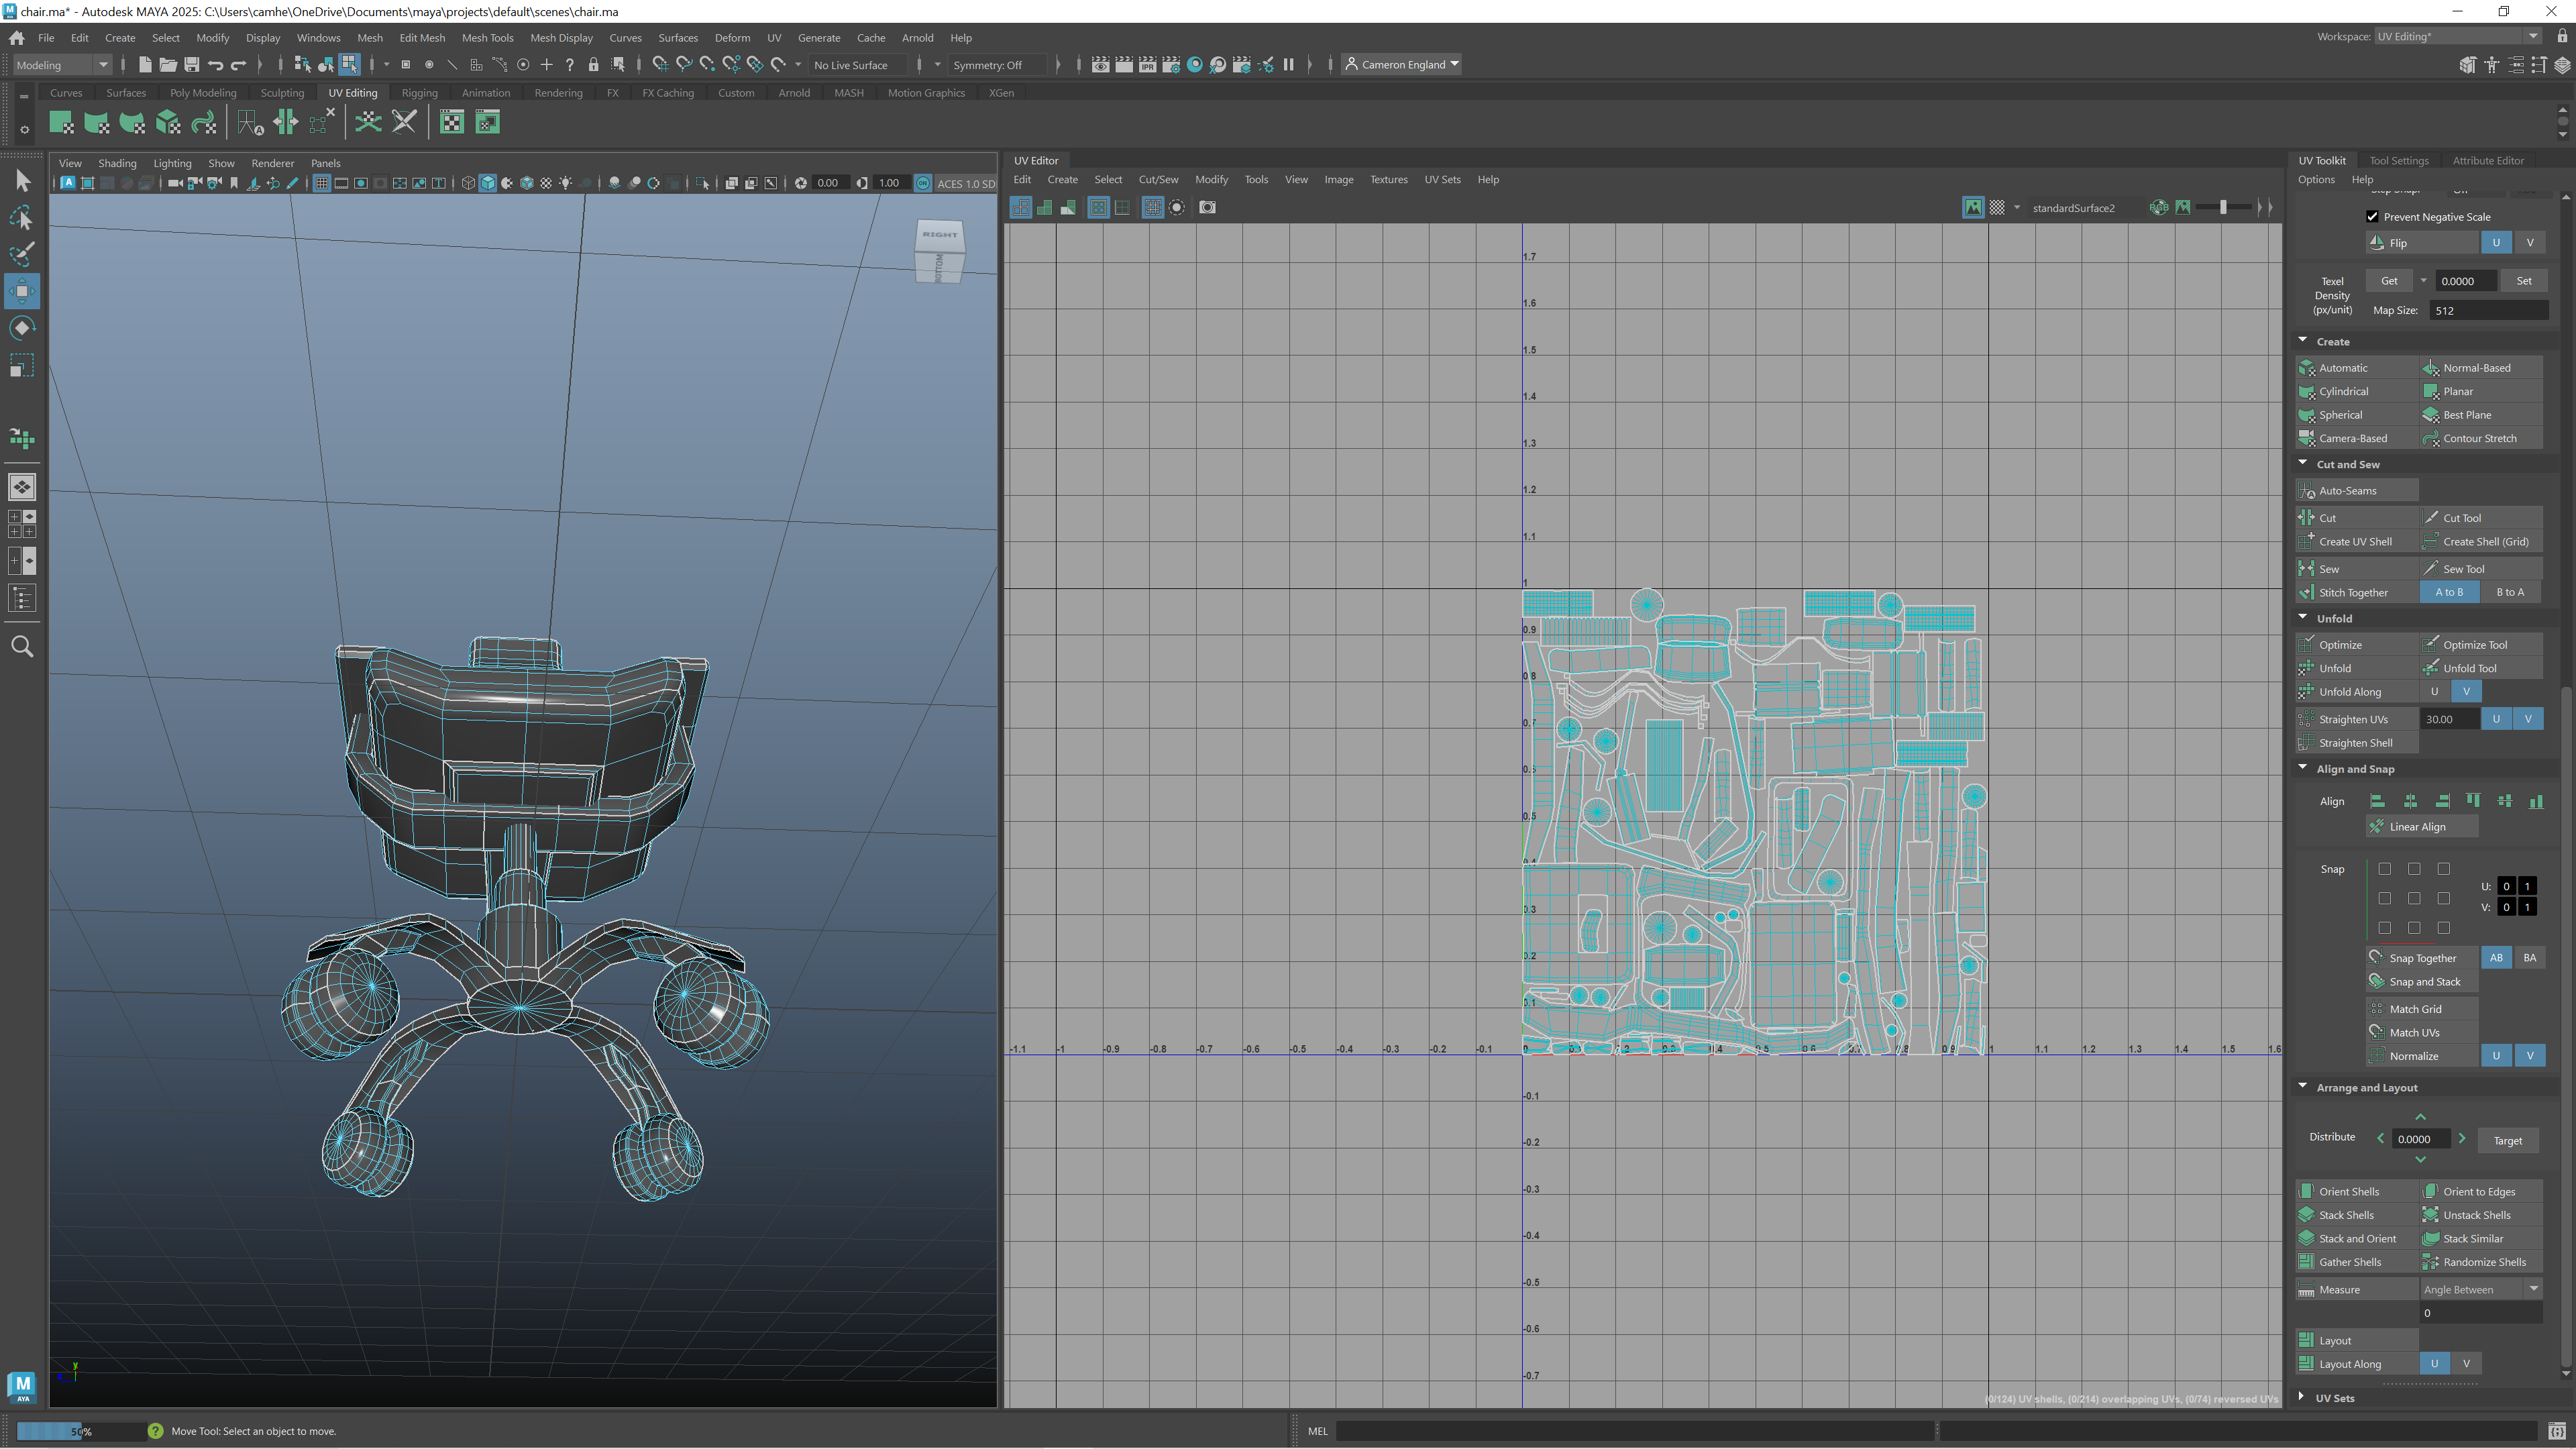 chair.ma* - Autodesk MAYA 2025: C:\Users\camhe\OneDrive\Documents\maya\projects\default\scenes\chair.ma
File Edit Create Select Modify Display Windows Mesh Edit Mesh Mesh Tools Mesh Display Curves Surfaces Deform UV Generate Cache Arnold Help
Workspace: UV Editing*
Modeling
No Live Surface
Symmetry: Off
IPR
Cameron England
Curves Surfaces Poly Modeling Sculpting UV Editing Rigging Animation Rendering FX FX Caching Custom Arnold MASH Motion Graphics XGen
View Shading Lighting Show Renderer Panels
0.00 1.00 ON ACES 1.0 SD
RIGHT
BOTTOM
y
UV Editor
Edit Create Select Cut/Sew Modify Tools View Image Textures UV Sets Help
standardSurface2
RGB
1.7
1.6
1.5
1.4
1.3
1.2
1.1
1
0.9
0.8
0.7
0.6
0.5
0.4
0.3
0.2
0.1
-1.1 -1 -0.9 -0.8 -0.7 -0.6 -0.5 -0.4 -0.3 -0.2 -0.1 0 0.1 0.2 0.3 0.4 0.5 0.6 0.7 0.8 0.9 1 1.1 1.2 1.3 1.4 1.5 1.6
-0.1
-0.2
-0.3
-0.4
-0.5
-0.6
-0.7
(0/124) UV shells, (0/214) overlapping UVs, (0/74) reversed UVs
UV Toolkit Tool Settings Attribute Editor
Options Help
Prevent Negative Scale
Flip U V
Texel Density (px/unit) Get 0.0000 Set
Map Size: 512
Create
Automatic Normal-Based
Cylindrical Planar
Spherical Best Plane
Camera-Based Contour Stretch
Cut and Sew
Auto-Seams
Cut Cut Tool
Create UV Shell Create Shell (Grid)
Sew Sew Tool
Stitch Together A to B B to A
Unfold
Optimize Optimize Tool
Unfold Unfold Tool
Unfold Along U V
Straighten UVs 30.00 U V
Straighten Shell
Align and Snap
Align
Linear Align
Snap
U: 0 1
V: 0 1
Snap Together AB BA
Snap and Stack
Match Grid
Match UVs
Normalize U V
Arrange and Layout
Distribute 0.0000 Target
Orient Shells Orient to Edges
Stack Shells Unstack Shells
Stack and Orient Stack Similar
Gather Shells Randomize Shells
Measure Angle Between
0
Layout
Layout Along U V
UV Sets
M
AYA
50%
Move Tool: Select an object to move.
MEL